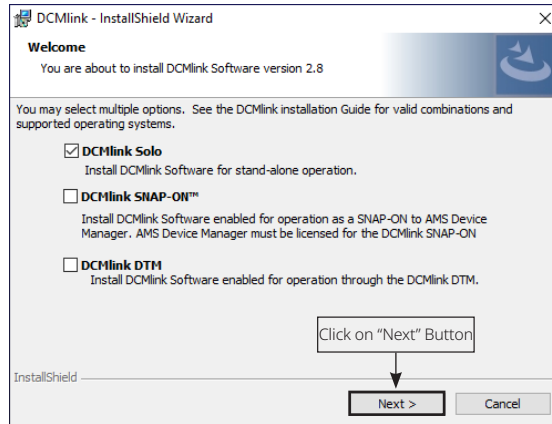 DCMlink - InstallShield Wizard
Welcome
You are about to install DCMlink Software version 2.8
You may select multiple options. See the DCMlink installation Guide for valid combinations and
supported operating systems.
DCMlink Solo
Install DCMlink Software for stand-alone operation.
DCMlink SNAP-ON™
Install DCMlink Software enabled for operation as a SNAP-ON to AMS Device
Manager. AMS Device Manager must be licensed for the DCMlink SNAP-ON
DCMlink DTM
Install DCMlink Software enabled for operation through the DCMlink DTM.
Click on “Next” Button
InstallShield
Next >
Cancel